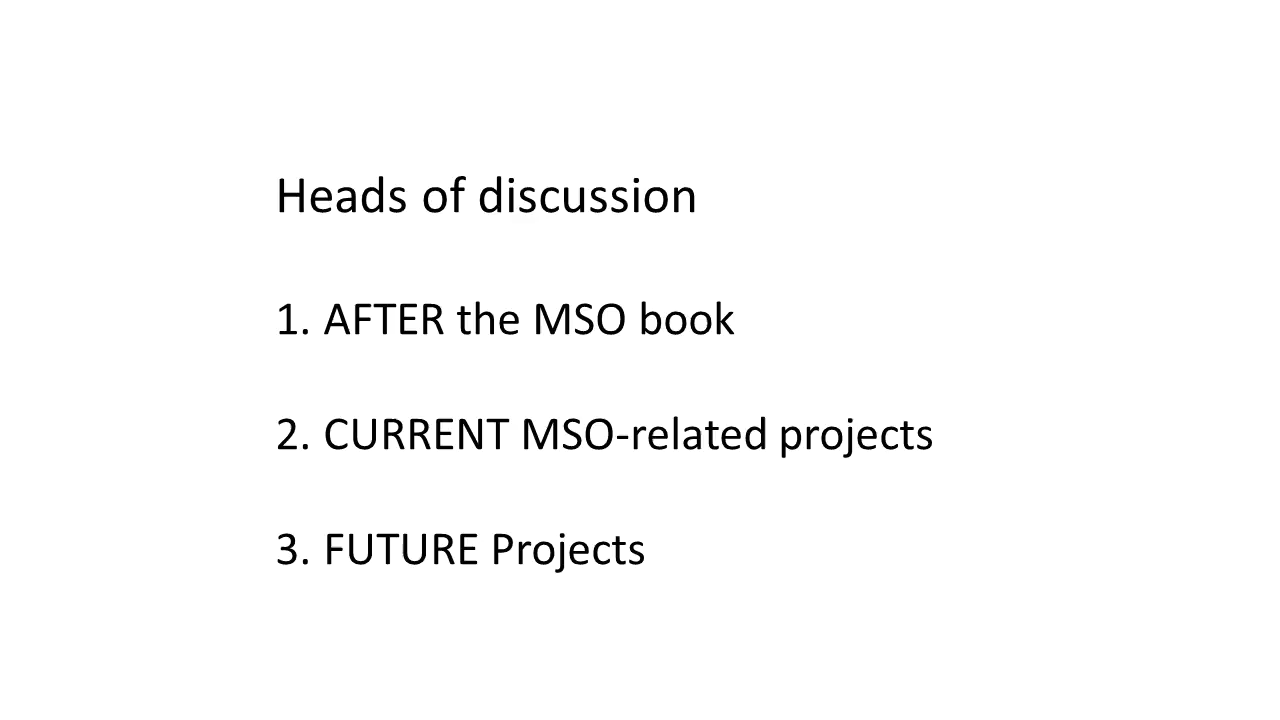 Heads of discussion
1. AFTER the MSO book
2. CURRENT MSO-related projects
3. FUTURE Projects